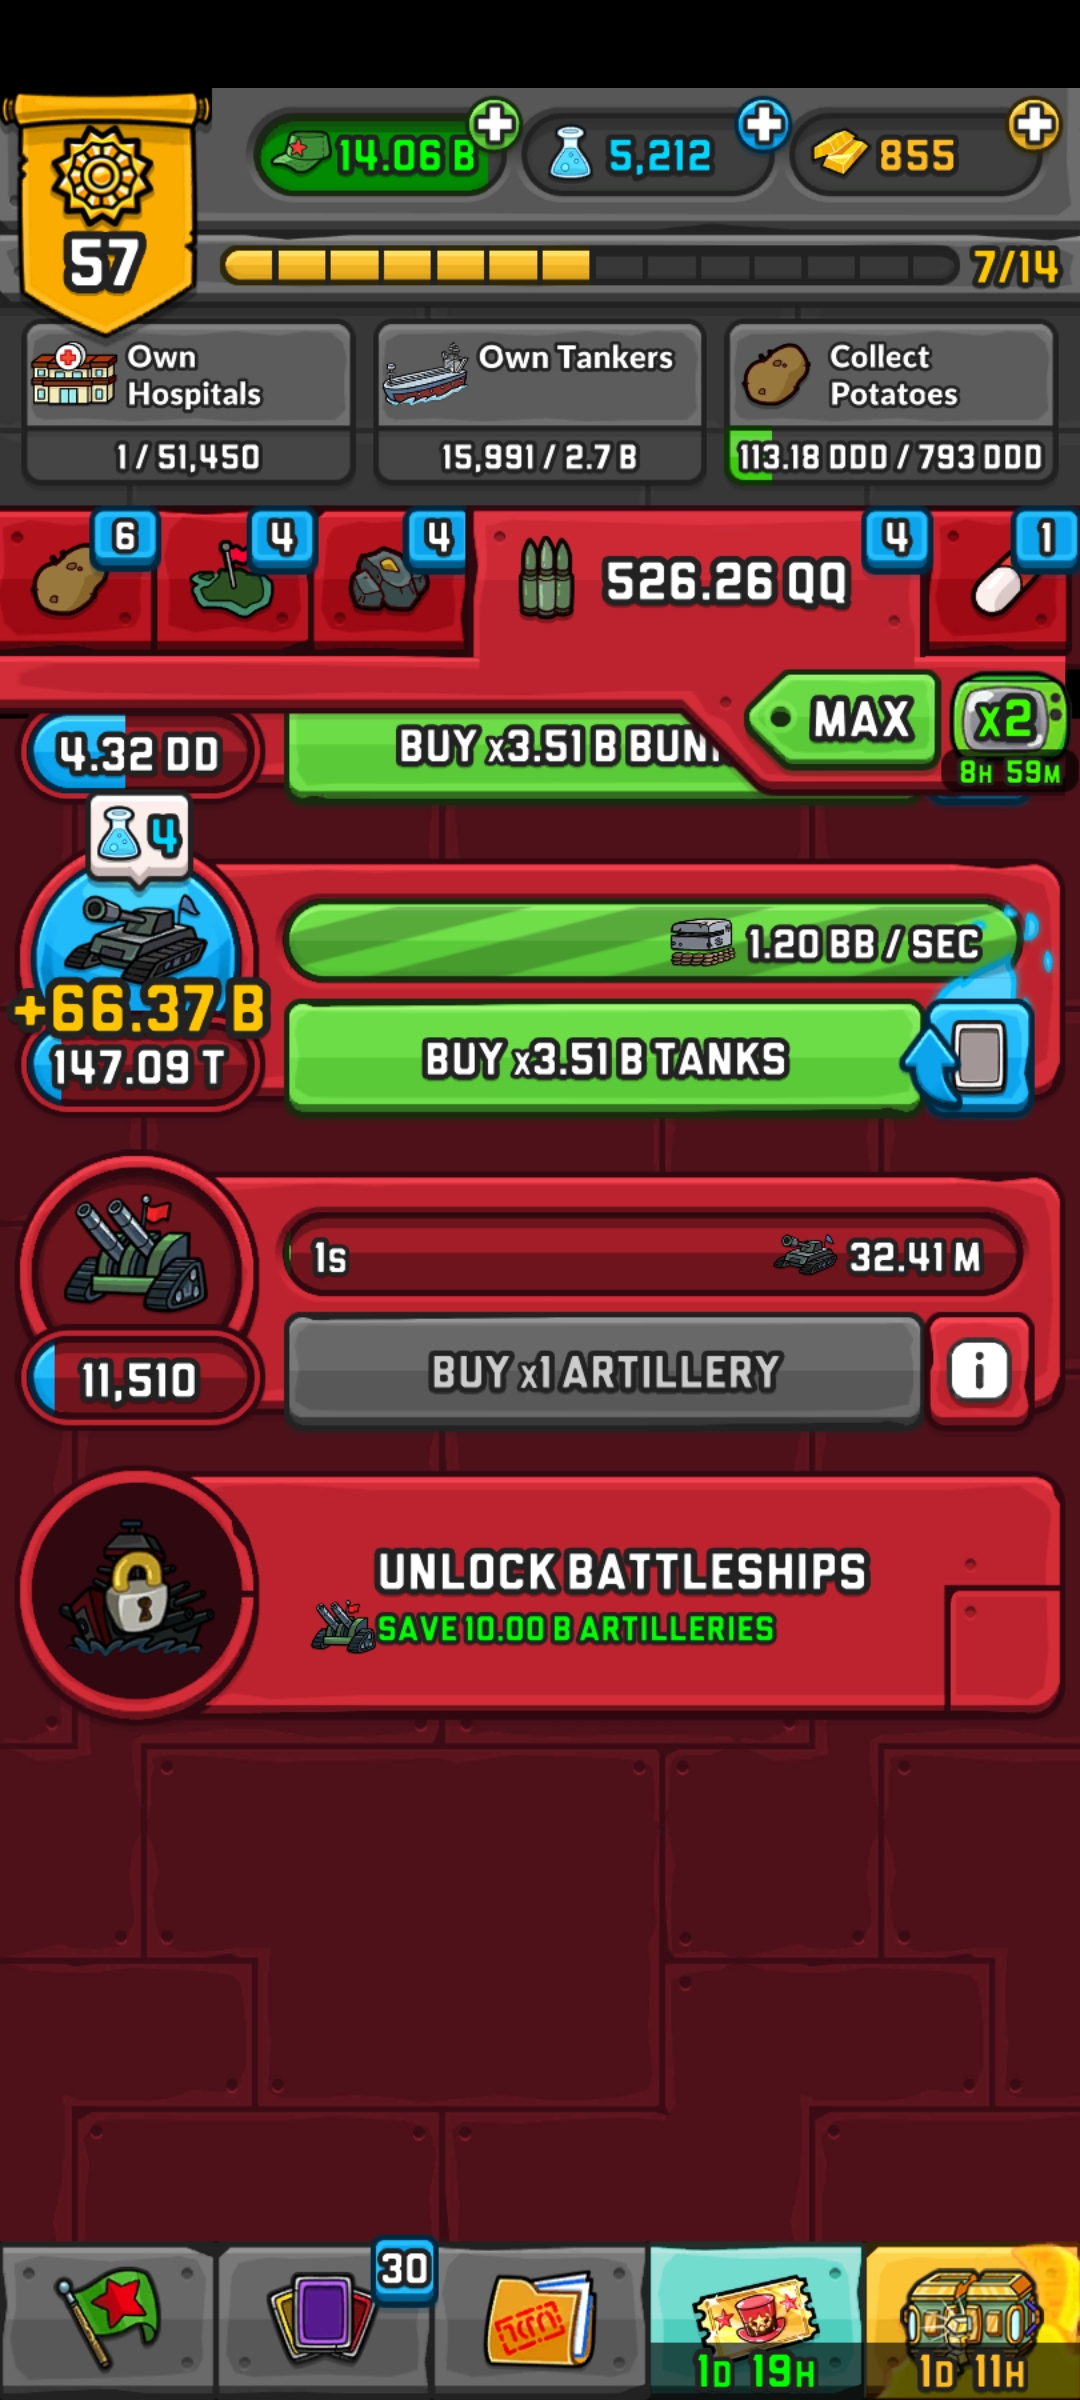 14.06 B
5,212
855
57
7/14
Own
Hospitals
1 / 51,450
Own Tankers
15,991 / 2.7 B
Collect
Potatoes
113.18 DDD / 793 DDD
6
4
4
526.26 QQ
4
1
MAX
x2
8H 59M
4.32 DD
BUY x3.51 B
4
1.20 BB / SEC
+66.37 B
147.09 T
BUY x3.51 B TANKS
1s
32.41 M
11,510
BUY x1 ARTILLERY
i
UNLOCK BATTLESHIPS
SAVE 10.00 B ARTILLERIES
30
1D 19H
1D 11H